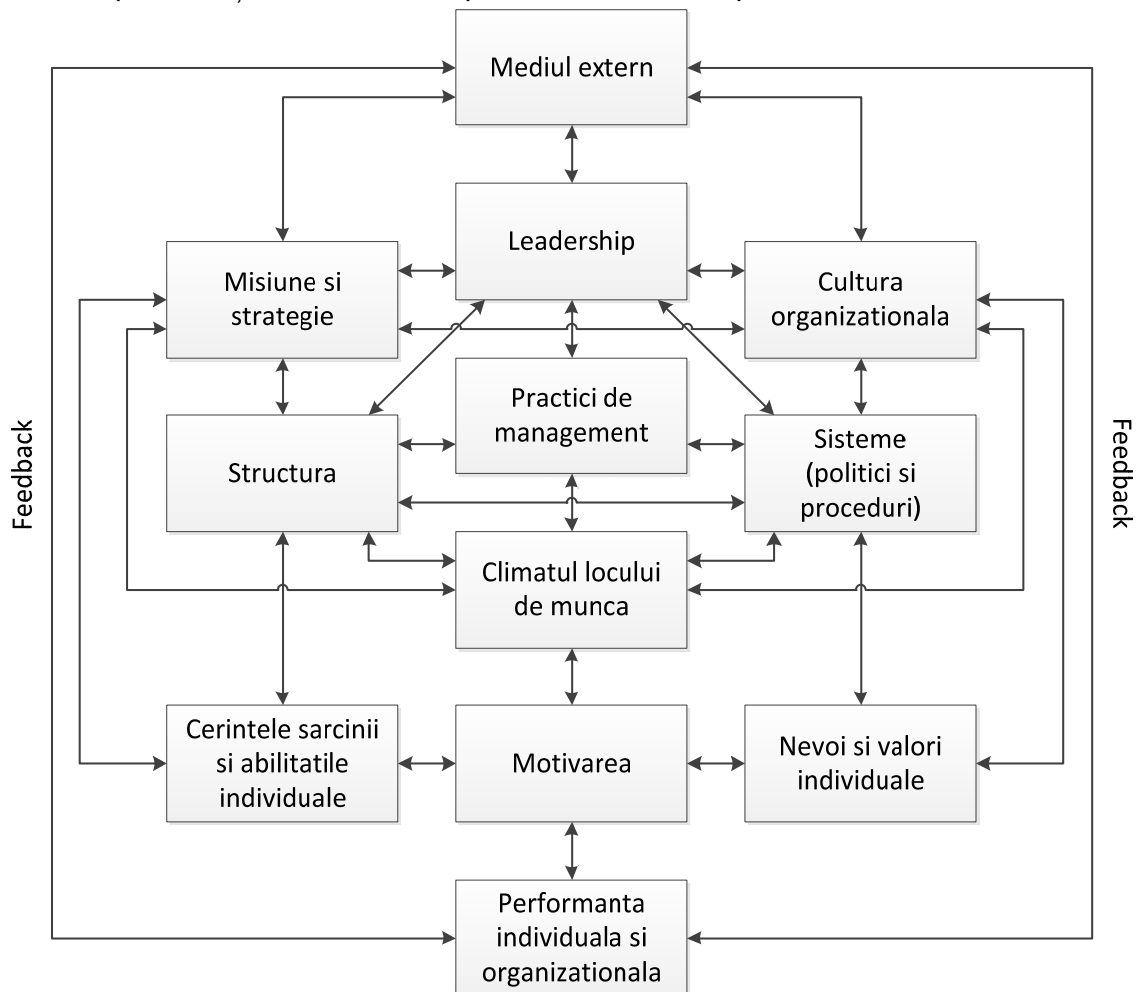 Mediul extern
Leadership
Misiune si
strategie
Cultura
organizationala
Practici de
management
Structura
Sisteme
(politici si
proceduri)
Feedback
Feedback
Climatul locului
de munca
Cerintele sarcinii
si abilitatile
individuale
Motivarea
Nevoi si valori
individuale
Performanta
individuala si
organizationala